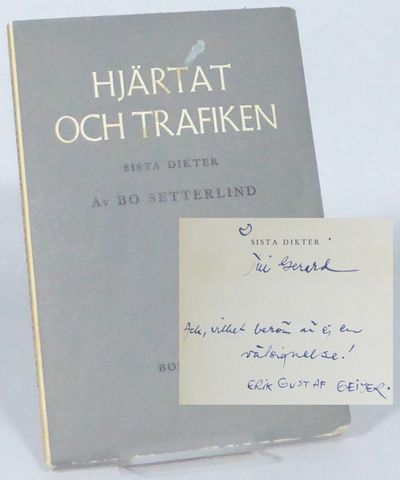 HJÄRTAT
OCH TRAFIKEN
SISTA DIKTER
Av BO SETTERLIND
BO
SISTA DIKTER
Till Gerard
Ack, vilket beröm är ej en
välsignelse!
ERIK GUSTAF GEIJER.